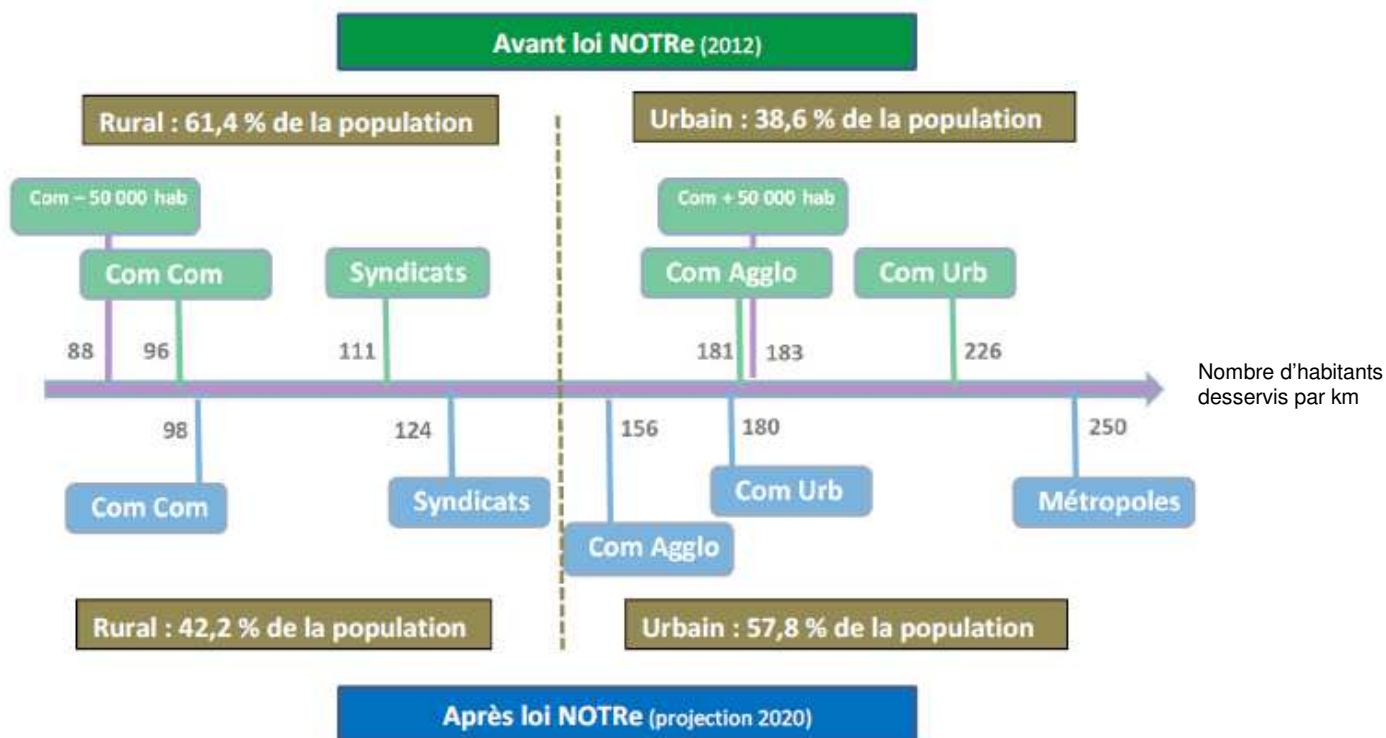 Avant loi NOTRe (2012)
Rural : 61,4 % de la population
Urbain : 38,6 % de la population
Com – 50 000 hab
Com + 50 000 hab
Com Com
Syndicats
Com Agglo
Com Urb
88
96
111
181
183
226
Nombre d'habitants
desservis par km
98
124
156
180
250
Com Com
Syndicats
Com Urb
Métropoles
Com Agglo
Rural : 42,2 % de la population
Urbain : 57,8 % de la population
Après loi NOTRe (projection 2020)